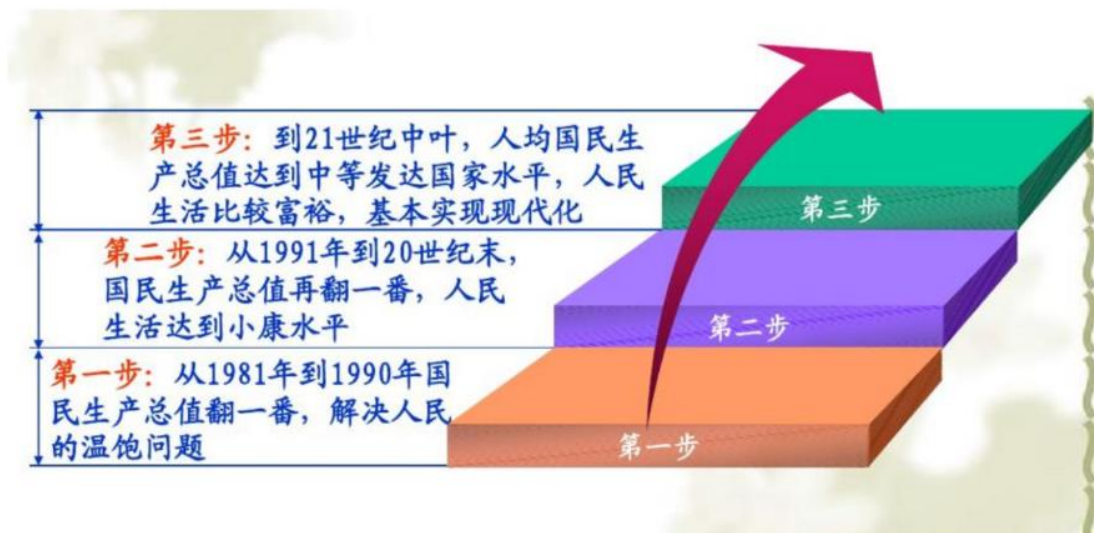 第三步：到21世纪中叶，人均国民生
产总值达到中等发达国家水平，人民
生活比较富裕，基本实现现代化
第三步
第二步：从1991年到20世纪末，
国民生产总值再翻一番，人民
生活达到小康水平
第二步
第一步：从1981年到1990年国
民生产总值翻一番，解决人民
的温饱问题
第一步